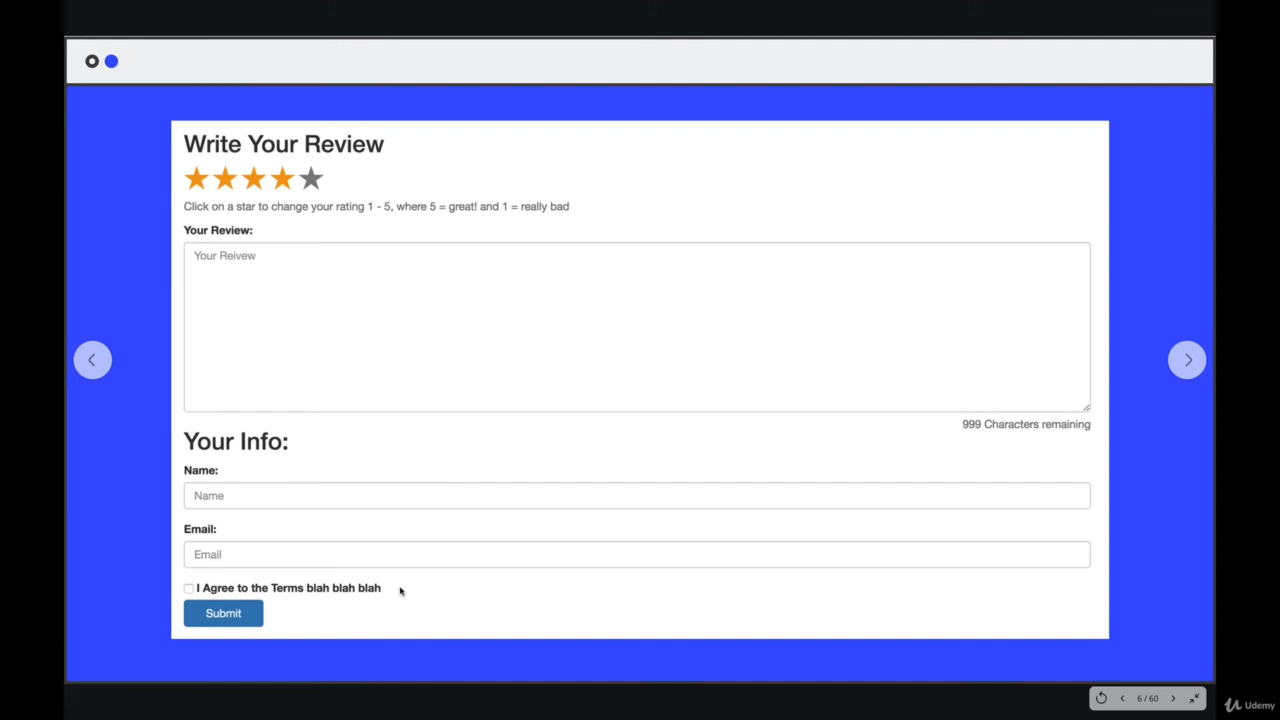 Write Your Review
Click on a star to change your rating 1 - 5, where 5 = great! and 1 = really bad
Your Review:
Your Reivew
999 Characters remaining
Your Info:
Name:
Name
Email:
Email
I Agree to the Terms blah blah blah
Submit
6 / 60
Udemy